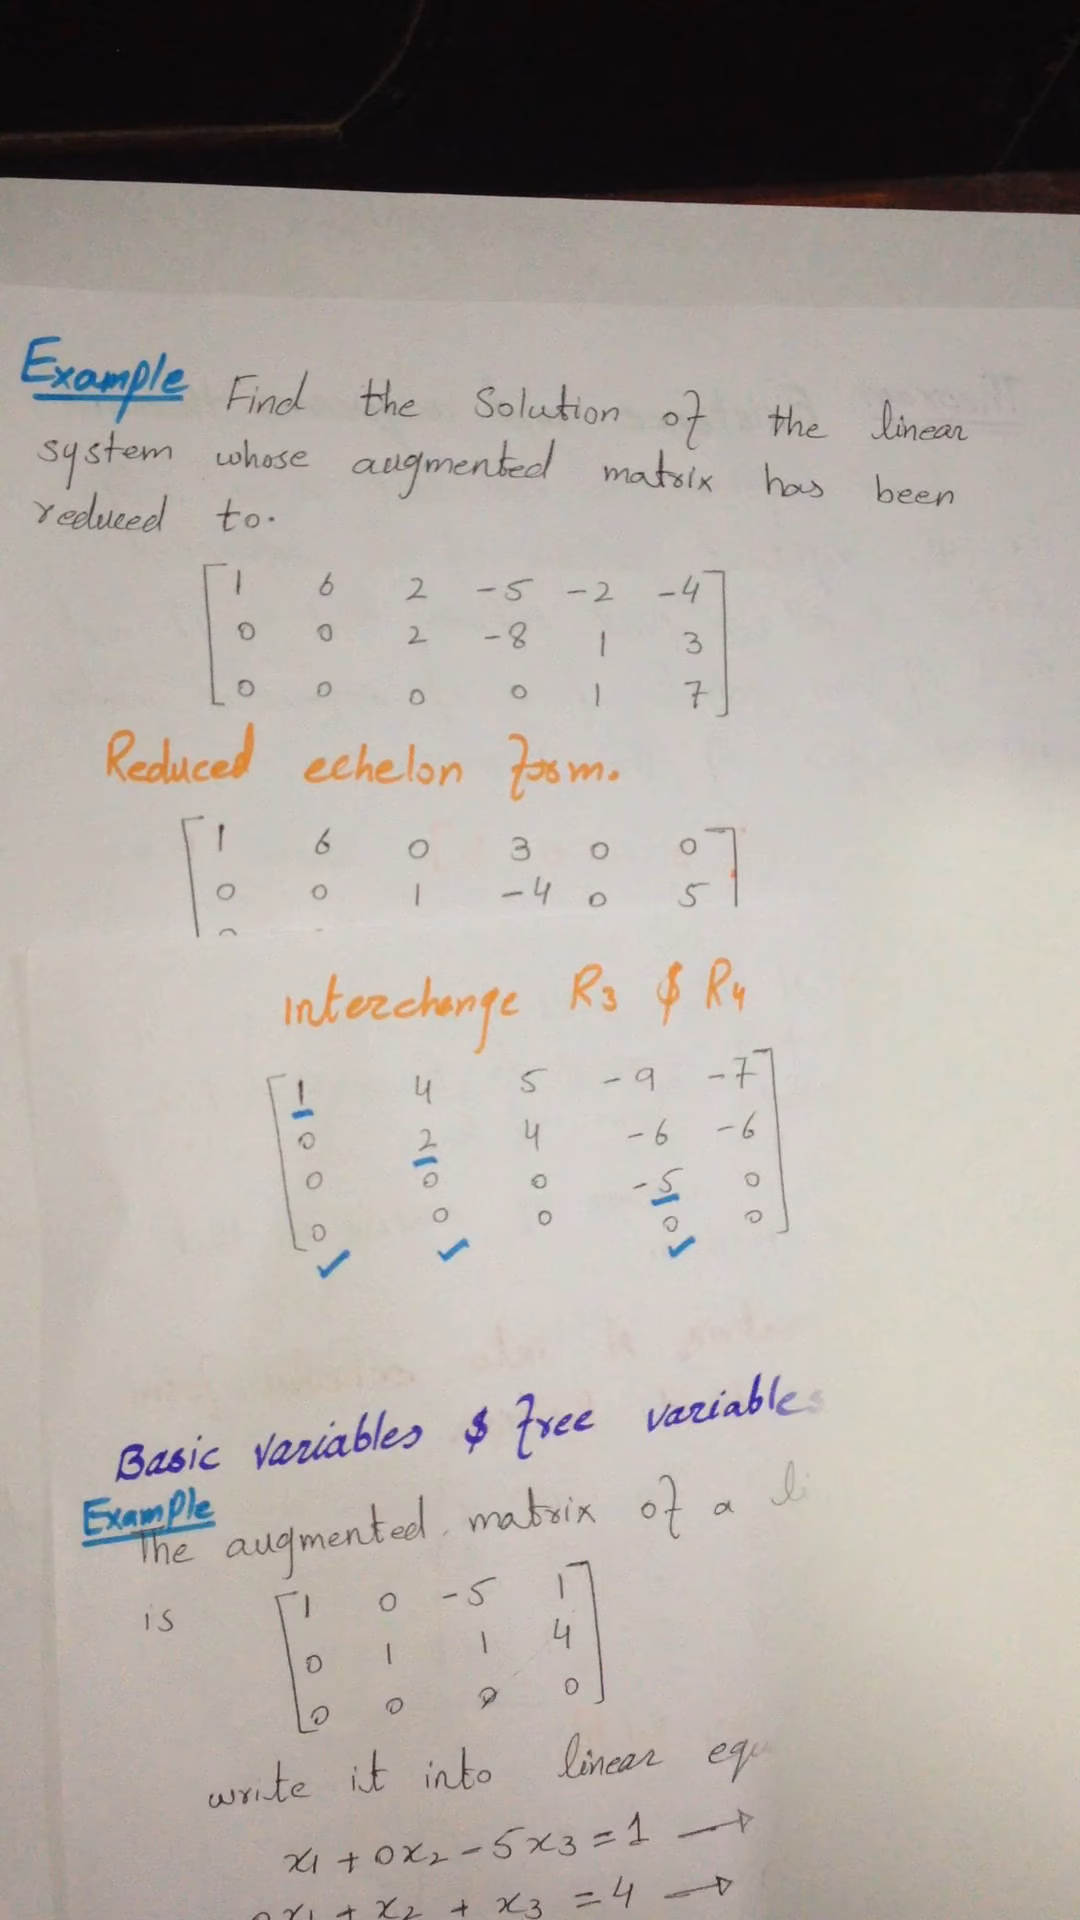 Example Find the Solution of the linear
system whose augmented matrix has been
reduced to.
1 6 2 -5 -2 -4
0 0 2 -8 1 3
0 0 0 0 1 7
Reduced echelon form.
1 6 0 3 0 0
0 0 1 -4 0 5
interchange R3 $ R4
1 4 5 -9 -7
0 2 4 -6 -6
0 0 0 -5 0
0 0 0 0 0
Basic variables $ free variables
Example
The augmented matrix of a
is
1 0 -5 1
0 1 1 4
0 0 0 0
write it into linear
x1 + 0x2 - 5x3 = 1 →
0x1 + x2 + x3 = 4 →